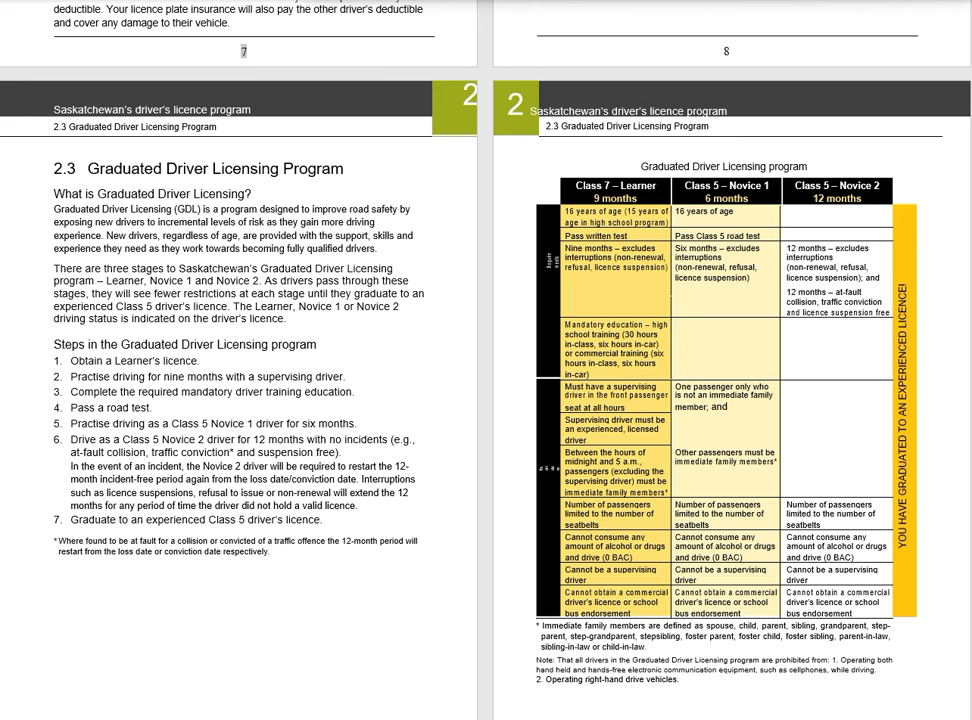 deductible. Your licence plate insurance will also pay the other driver's deductible
and cover any damage to their vehicle.
7
8
Saskatchewan's driver's licence program
2
2.3 Graduated Driver Licensing Program
2.3 Graduated Driver Licensing Program
What is Graduated Driver Licensing?
Graduated Driver Licensing (GDL) is a program designed to improve road safety by
exposing new drivers to incremental levels of risk as they gain more driving
experience. New drivers, regardless of age, are provided with the support, skills and
experience they need as they work towards becoming fully qualified drivers.
There are three stages to Saskatchewan's Graduated Driver Licensing
program – Learner, Novice 1 and Novice 2. As drivers pass through these
stages, they will see fewer restrictions at each stage until they graduate to an
experienced Class 5 driver's licence. The Learner, Novice 1 or Novice 2
driving status is indicated on the driver's licence.
Steps in the Graduated Driver Licensing program
1. Obtain a Learner's licence.
2. Practise driving for nine months with a supervising driver.
3. Complete the required mandatory driver training education.
4. Pass a road test.
5. Practise driving as a Class 5 Novice 1 driver for six months.
6. Drive as a Class 5 Novice 2 driver for 12 months with no incidents (e.g.,
at-fault collision, traffic conviction* and suspension free).
In the event of an incident, the Novice 2 driver will be required to restart the 12-
month incident-free period again from the loss date/conviction date. Interruptions
such as licence suspensions, refusal to issue or non-renewal will extend the 12
months for any period of time the driver did not hold a valid licence.
7. Graduate to an experienced Class 5 driver's licence.
* Where found to be at fault for a collision or convicted of a traffic offence the 12-month period will
restart from the loss date or conviction date respectively.
2 Saskatchewan's driver's licence program
2.3 Graduated Driver Licensing Program
Graduated Driver Licensing program
Class 7 – Learner
9 months
Class 5 – Novice 1
6 months
Class 5 – Novice 2
12 months
16 years of age (15 years of
age in high school program)
16 years of age
Pass written test
Pass Class 5 road test
Nine months – excludes
interruptions (non-renewal,
refusal, licence suspension)
Six months – excludes
interruptions
(non-renewal, refusal,
licence suspension)
12 months – excludes
interruptions
(non-renewal, refusal,
licence suspension); and
12 months – at-fault
collision, traffic conviction
and licence suspension free
Mandatory education – high
school training (30 hours
in-class, six hours in-car)
or commercial training (six
hours in-class, six hours
in-car)
Must have a supervising
driver in the front passenger
seat at all hours
One passenger only who
is not an immediate family
member; and
Supervising driver must be
an experienced, licensed
driver
Between the hours of
midnight and 5 a.m.,
passengers (excluding the
supervising driver) must be
immediate family members*
Other passengers must be
immediate family members*
Number of passengers
limited to the number of
seatbelts
Number of passengers
limited to the number of
seatbelts
Number of passengers
limited to the number of
seatbelts
Cannot consume any
amount of alcohol or drugs
and drive (0 BAC)
Cannot consume any
amount of alcohol or drugs
and drive (0 BAC)
Cannot consume any
amount of alcohol or drugs
and drive (0 BAC)
Cannot be a supervising
driver
Cannot be a supervising
driver
Cannot be a supervising
driver
Cannot obtain a commercial
driver's licence or school
bus endorsement
Cannot obtain a commercial
driver's licence or school
bus endorsement
Cannot obtain a commercial
driver's licence or school
bus endorsement
YOU HAVE GRADUATED TO AN EXPERIENCED LICENCE!
* Immediate family members are defined as spouse, child, parent, sibling, grandparent, step-
parent, step-grandparent, stepsibling, foster parent, foster child, foster sibling, parent-in-law,
sibling-in-law or child-in-law.
Note: That all drivers in the Graduated Driver Licensing program are prohibited from: 1. Operating both
hand held and hands-free electronic communication equipment, such as cellphones, while driving.
2. Operating right-hand drive vehicles.